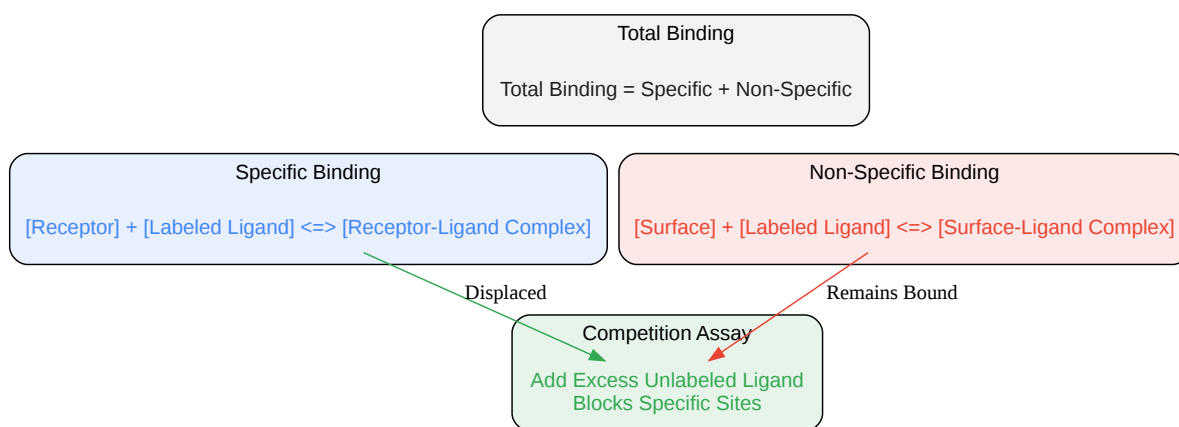 Total Binding
Total Binding = Specific + Non-Specific
Specific Binding
[Receptor] + [Labeled Ligand] <=> [Receptor-Ligand Complex]
Non-Specific Binding
[Surface] + [Labeled Ligand] <=> [Surface-Ligand Complex]
Displaced
Remains Bound
Competition Assay
Add Excess Unlabeled Ligand
Blocks Specific Sites